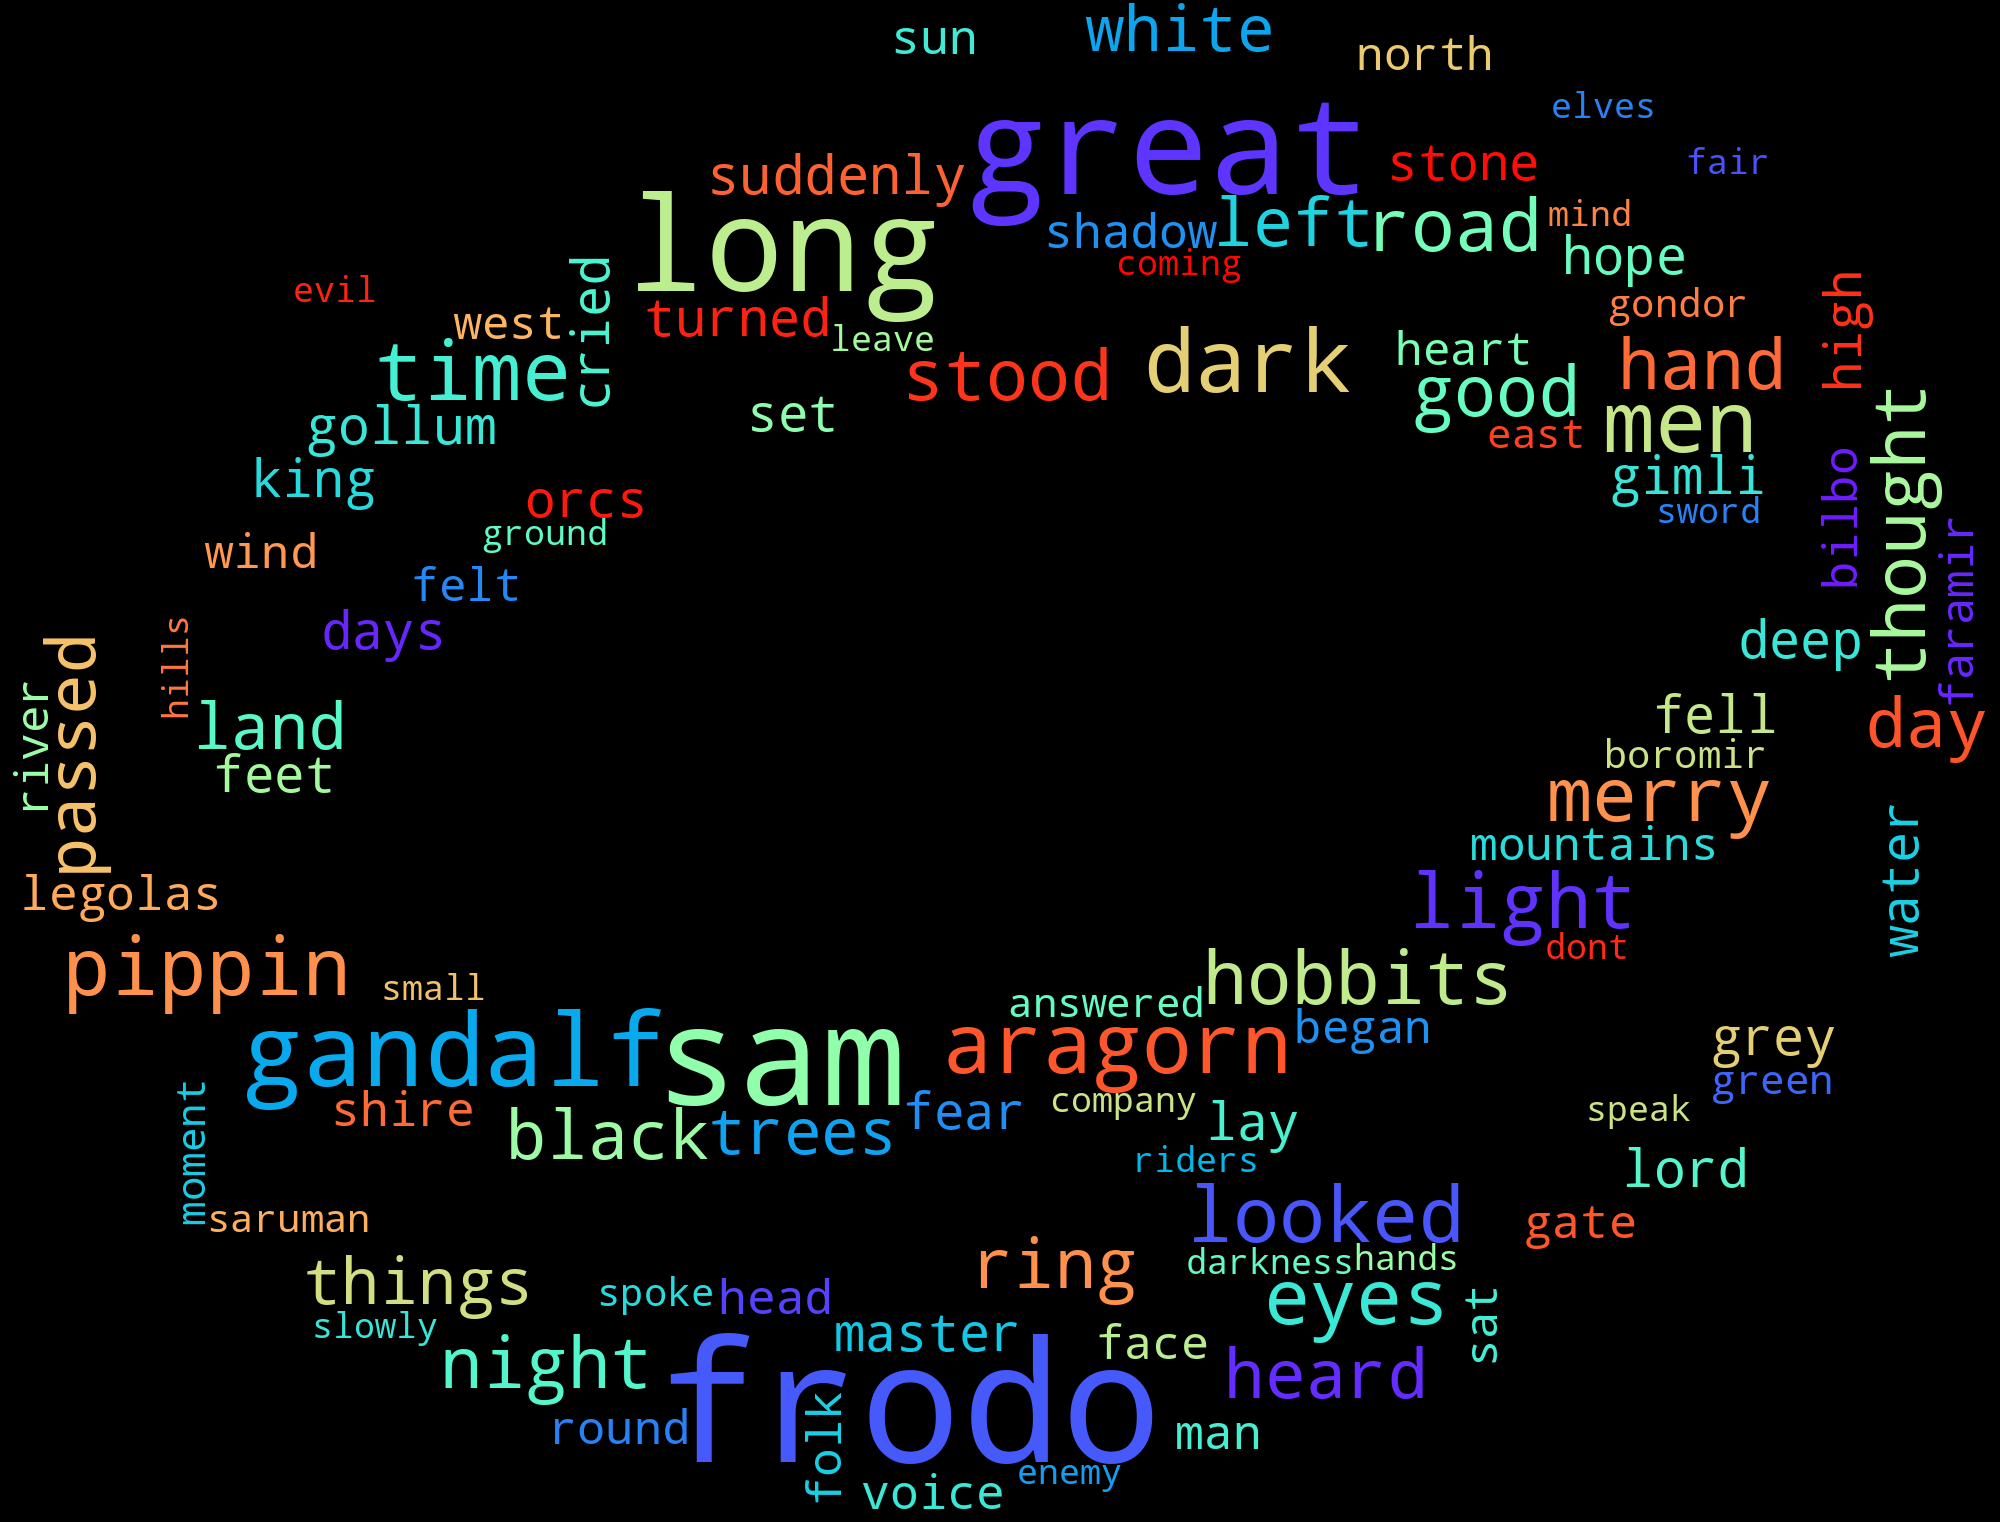 sun
white
north
elves
great
suddenly
stone
fair
long
shadow
left
road
mind
coming
hope
evil
west
cried
turned
leave
gondor
high
time
stood
dark
heart
hand
good
men
gollum
set
east
thought
king
orcs
gimli
sword
bilbo
wind
ground
faramir
felt
days
deep
hills
passed
river
land
feet
fell
day
boromir
merry
mountains
water
legolas
light
dont
pippin
small
hobbits
answered
gandalf
sam
aragorn
began
grey
green
shire
black
trees
fear
company
lay
speak
moment
riders
lord
saruman
looked
gate
things
ring
darkness
hands
spoke
head
eyes
slowly
sat
night
master
face
frodo
heard
round
folk
man
voice
enemy